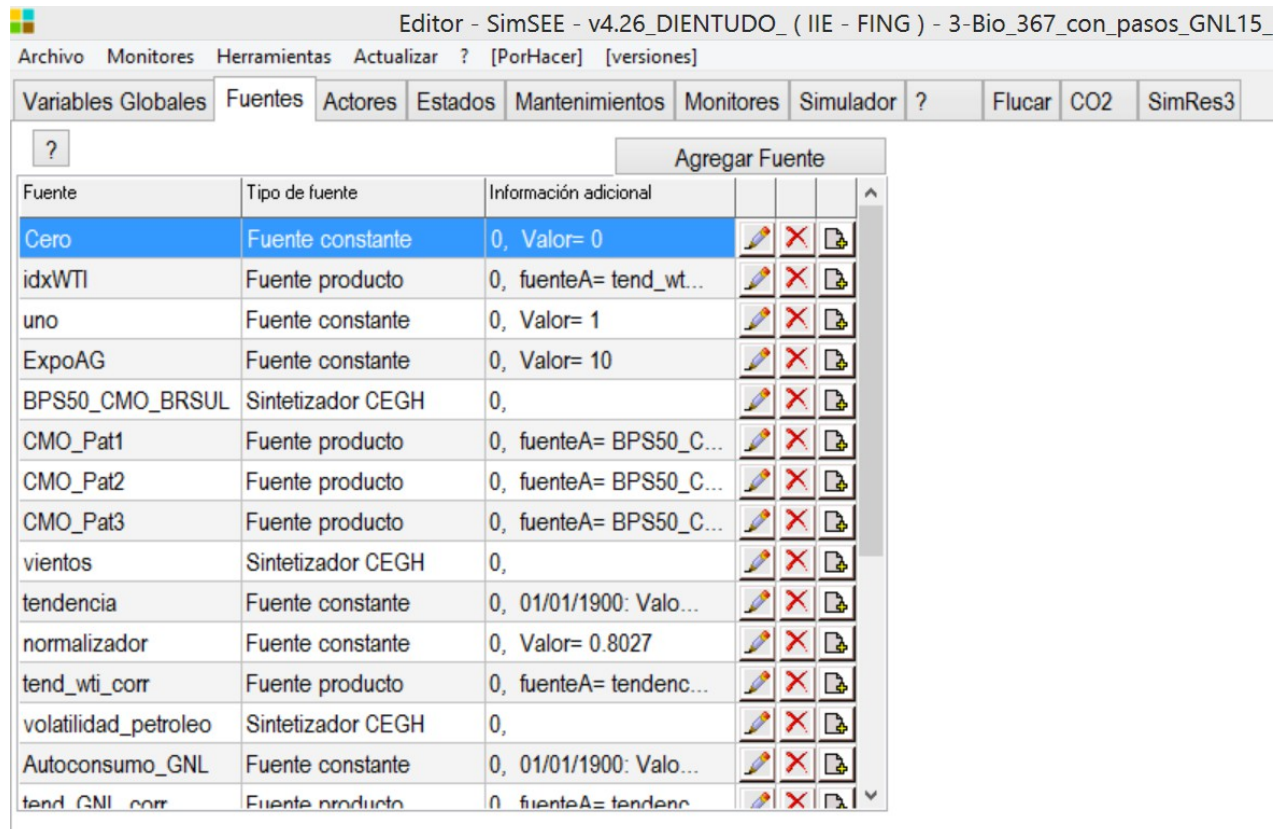 Editor - SimSEE - v4.26_DIENTUDO_ ( IIE - FING ) - 3-Bio_367_con_pasos_GNL15_
Archivo Monitores Herramientas Actualizar ? [PorHacer] [versiones]
Variables Globales Fuentes Actores Estados Mantenimientos Monitores Simulador ? Flucar CO2 SimRes3
? Agregar Fuente
Fuente Tipo de fuente Información adicional
Cero Fuente constante 0, Valor= 0
idxWTI Fuente producto 0, fuenteA= tend_wt...
uno Fuente constante 0, Valor= 1
ExpoAG Fuente constante 0, Valor= 10
BPS50_CMO_BRSUL Sintetizador CEGH 0,
CMO_Pat1 Fuente producto 0, fuenteA= BPS50_C...
CMO_Pat2 Fuente producto 0, fuenteA= BPS50_C...
CMO_Pat3 Fuente producto 0, fuenteA= BPS50_C...
vientos Sintetizador CEGH 0,
tendencia Fuente constante 0, 01/01/1900: Valo...
normalizador Fuente constante 0, Valor= 0.8027
tend_wti_corr Fuente producto 0, fuenteA= tendenc...
volatilidad_petroleo Sintetizador CEGH 0,
Autoconsumo_GNL Fuente constante 0, 01/01/1900: Valo...
tend_GNL_corr Fuente producto 0, fuenteA= tendenc...